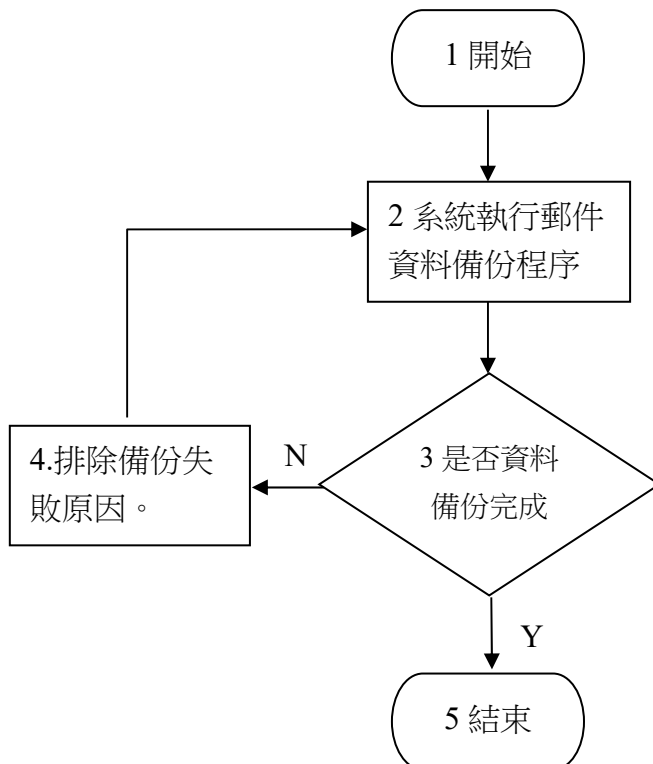 1 開始
2 系統執行郵件
資料備份程序
3 是否資料
備份完成
N
4.排除備份失
敗原因。
Y
5 結束